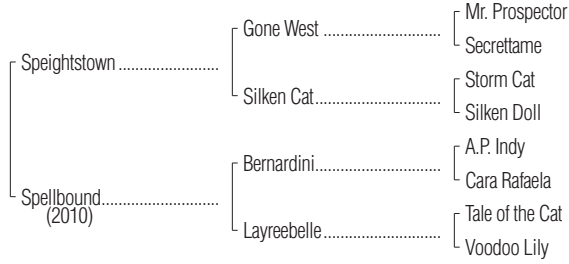 Mr. Prospector
Gone West
Secrettame
Speightstown
Storm Cat
Silken Cat
Silken Doll
A.P. Indy
Bernardini
Cara Rafaela
Spellbound
(2010)
Tale of the Cat
Layreebelle
Voodoo Lily